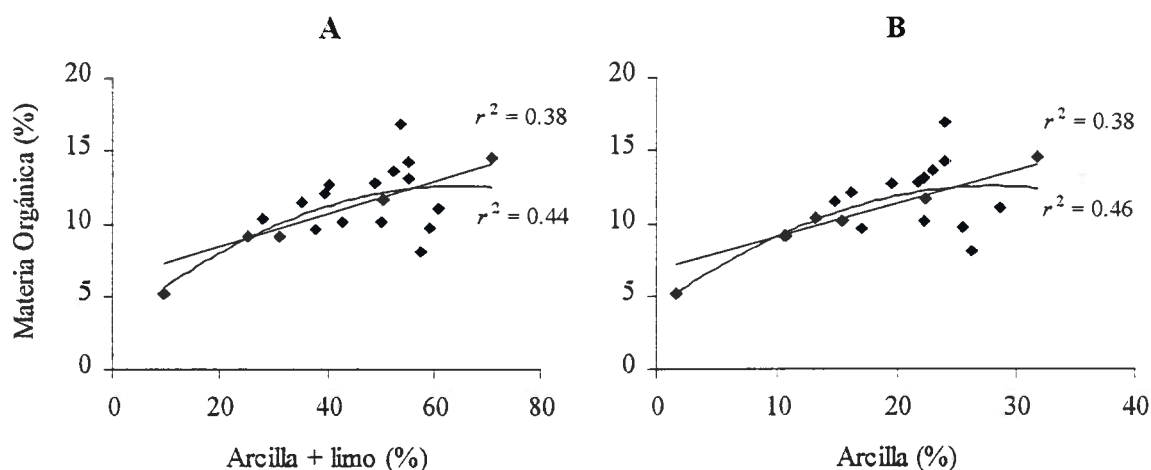 A
Materia Orgánica (%)
20
15
10
5
0
r² = 0.38
r² = 0.44
0 20 40 60 80
Arcilla + limo (%)
B
20
15
10
5
0
r² = 0.38
r² = 0.46
0 10 20 30 40
Arcilla (%)